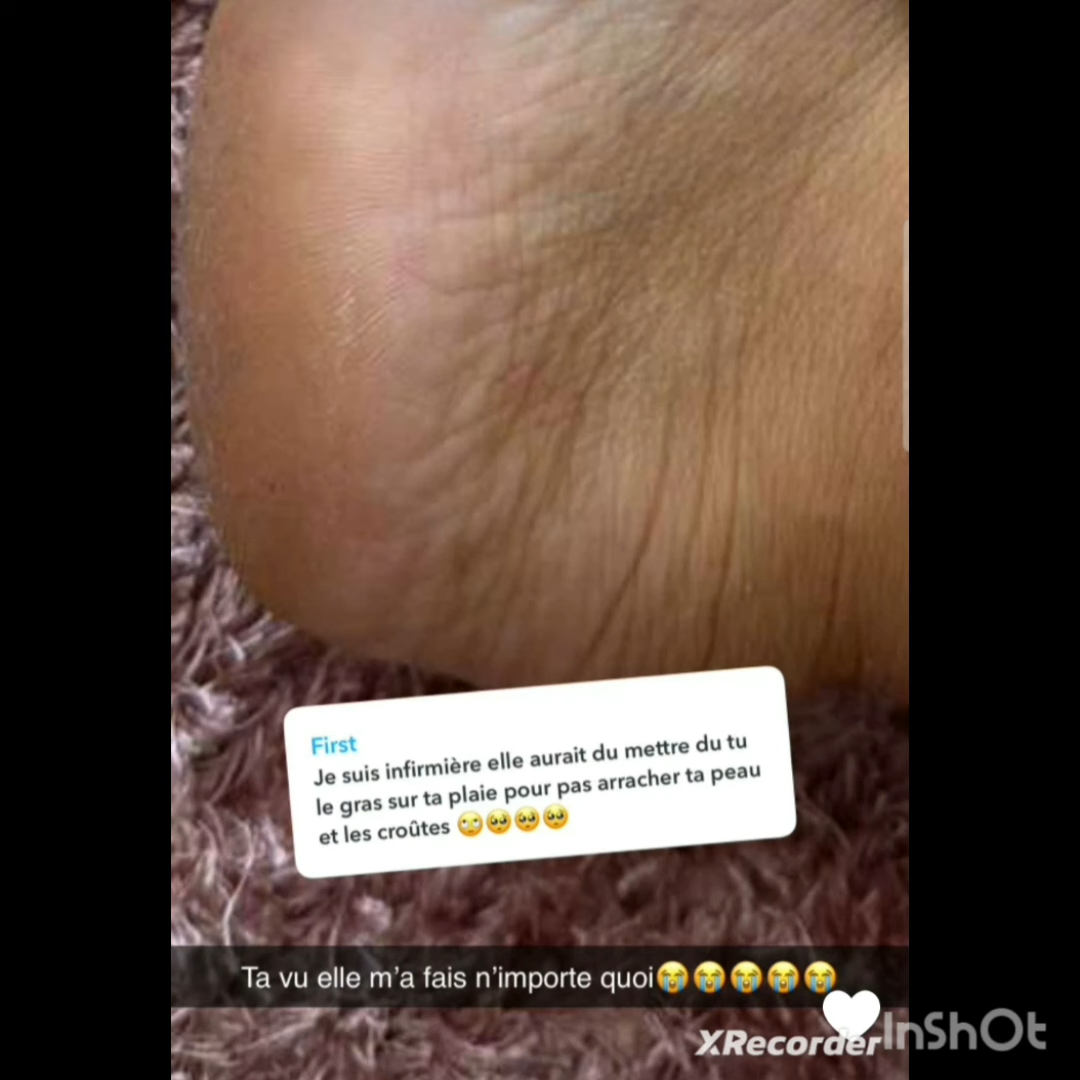 First
Je suis infirmière elle aurait du mettre du tu
le gras sur ta plaie pour pas arracher ta peau
et les croûtes 🙄🥺🥺🥺
Ta vu elle m’a fais n’importe quoi😭😭😭😭😭
XRecorder
InShOt